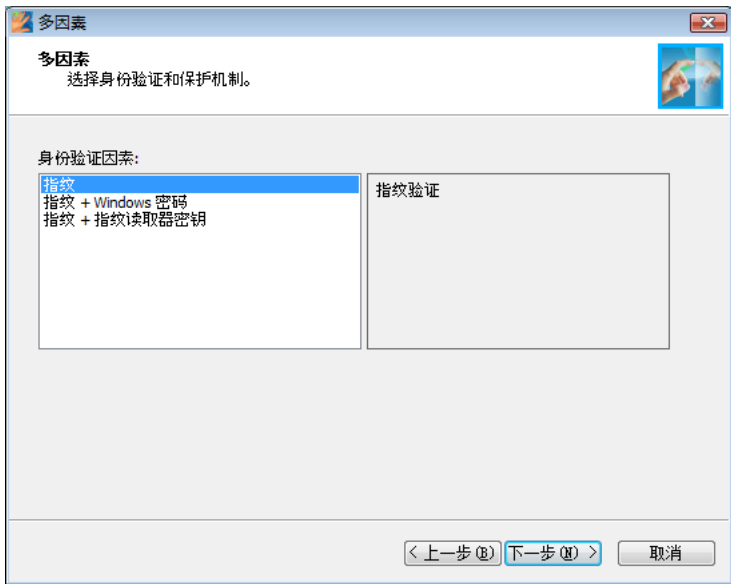 多因素
多因素
选择身份验证和保护机制。
身份验证因素:
指纹
指纹 + Windows 密码
指纹 + 指纹读取器密钥
指纹验证
< 上一步(B)
下一步(N) >
取消